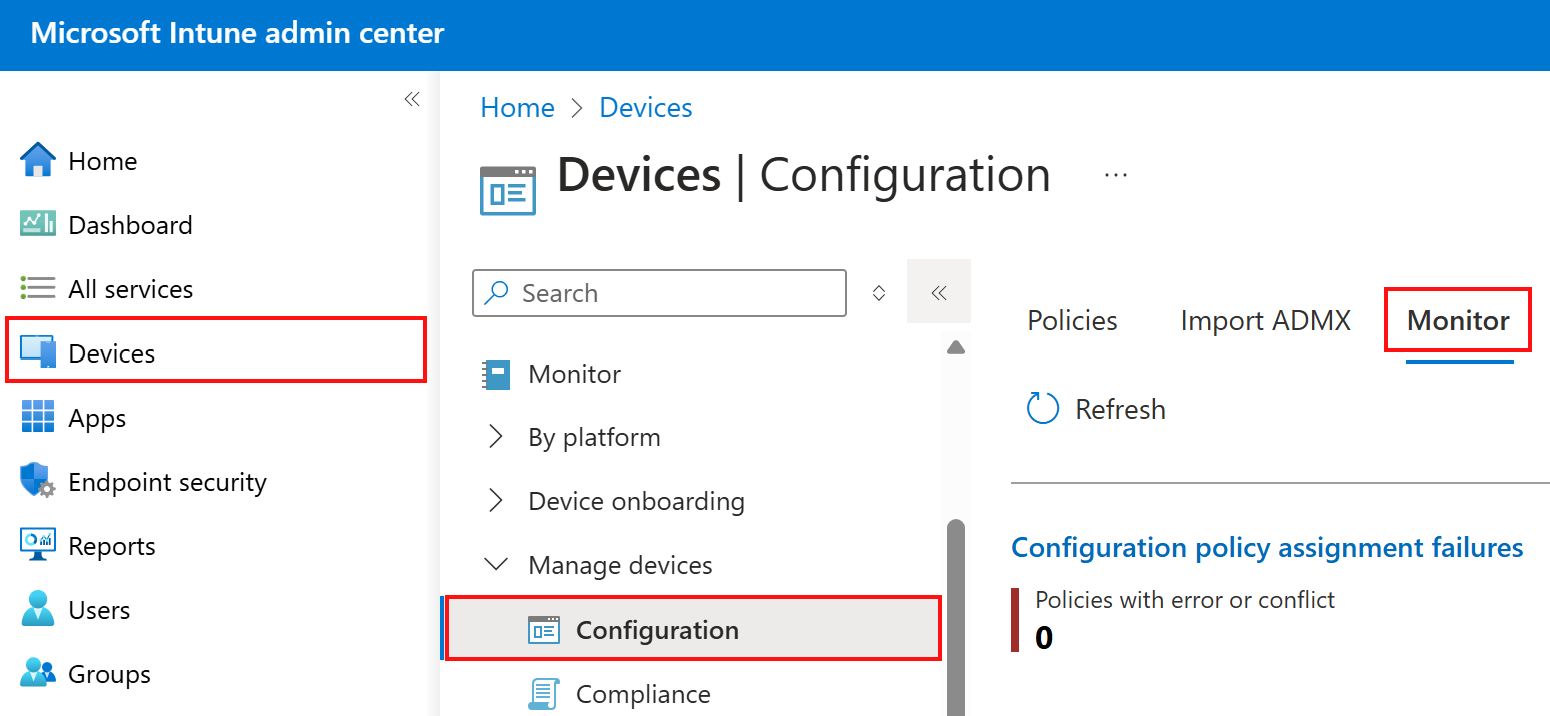 Microsoft Intune admin center
Home
Dashboard
All services
Devices
Apps
Endpoint security
Reports
Users
Groups
Home > Devices
Devices | Configuration ...
Search
Monitor
By platform
Device onboarding
Manage devices
Configuration
Compliance
Policies Import ADMX Monitor
Refresh
Configuration policy assignment failures
Policies with error or conflict
0